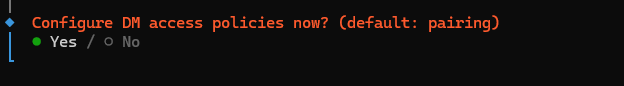 Configure DM access policies now? (default: pairing)
● Yes / ○ No